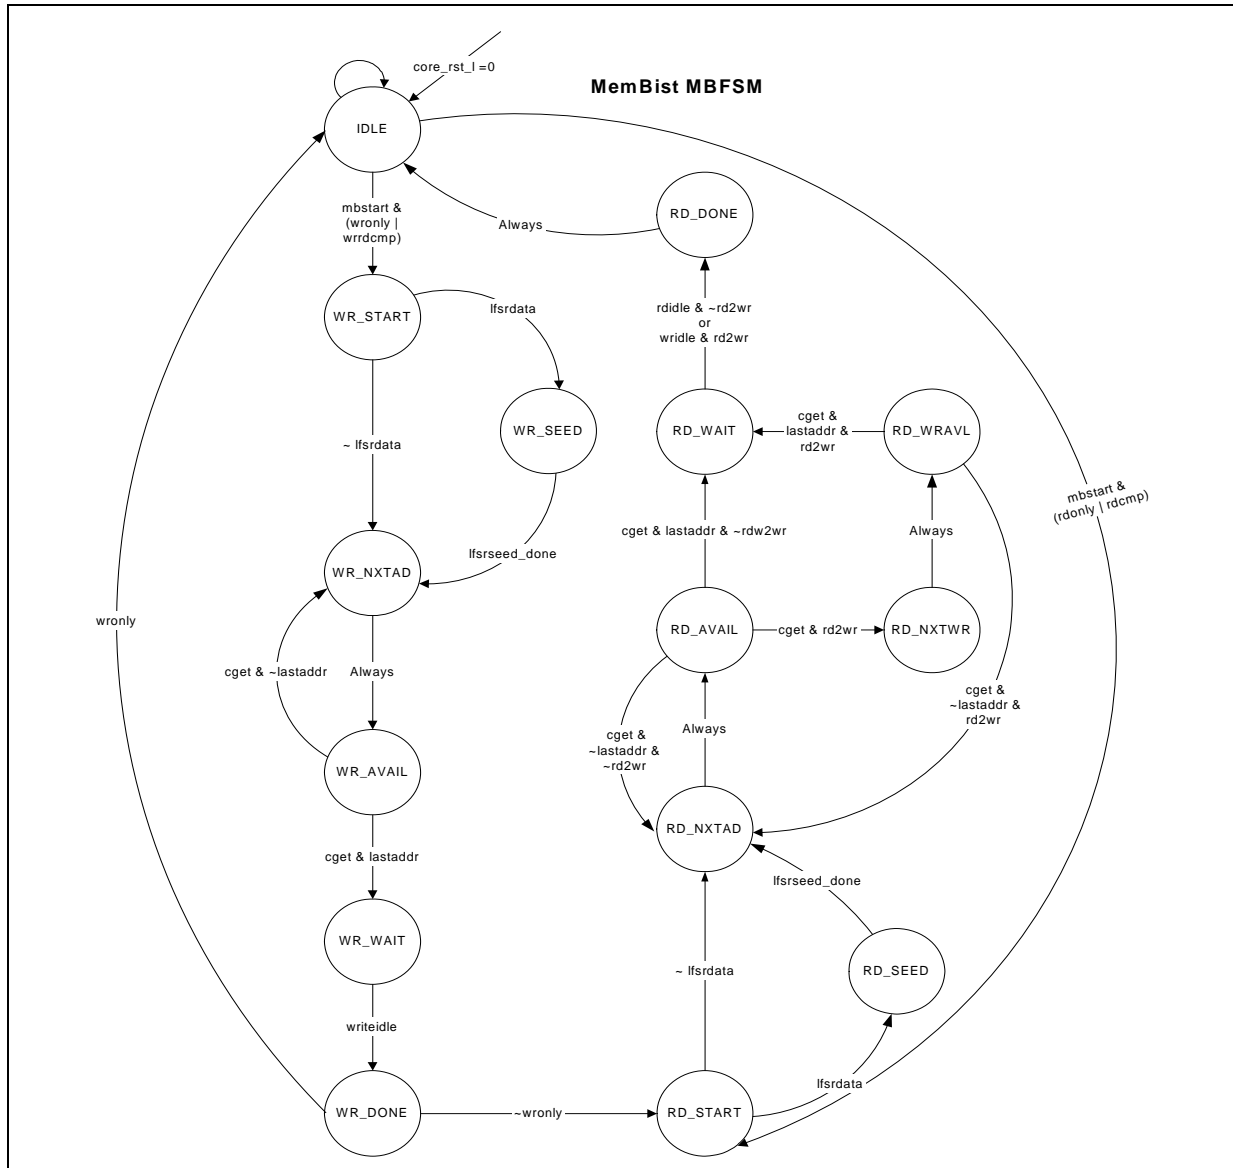 core_rst_l =0
MemBist MBFSM
IDLE
mbstart &
(wronly |
wrrdcmp)
RD_DONE
Always
WR_START
lfsrdata
rdidle & ~rd2wr
or
wridle & rd2wr
WR_SEED
~ lfsrdata
RD_WAIT
cget &
lastaddr &
rd2wr
RD_WRAVL
mbstart &
(rdonly | rdcmp)
cget & lastaddr & ~rdw2wr
Always
lfsrseed_done
WR_NXTAD
wronly
RD_AVAIL
cget & rd2wr
RD_NXTWR
cget & ~lastaddr
Always
cget &
~lastaddr &
rd2wr
Always
cget &
~lastaddr &
~rd2wr
WR_AVAIL
RD_NXTAD
cget & lastaddr
lfsrseed_done
WR_WAIT
~ lfsrdata
RD_SEED
writeidle
lfsrdata
WR_DONE
~wronly
RD_START